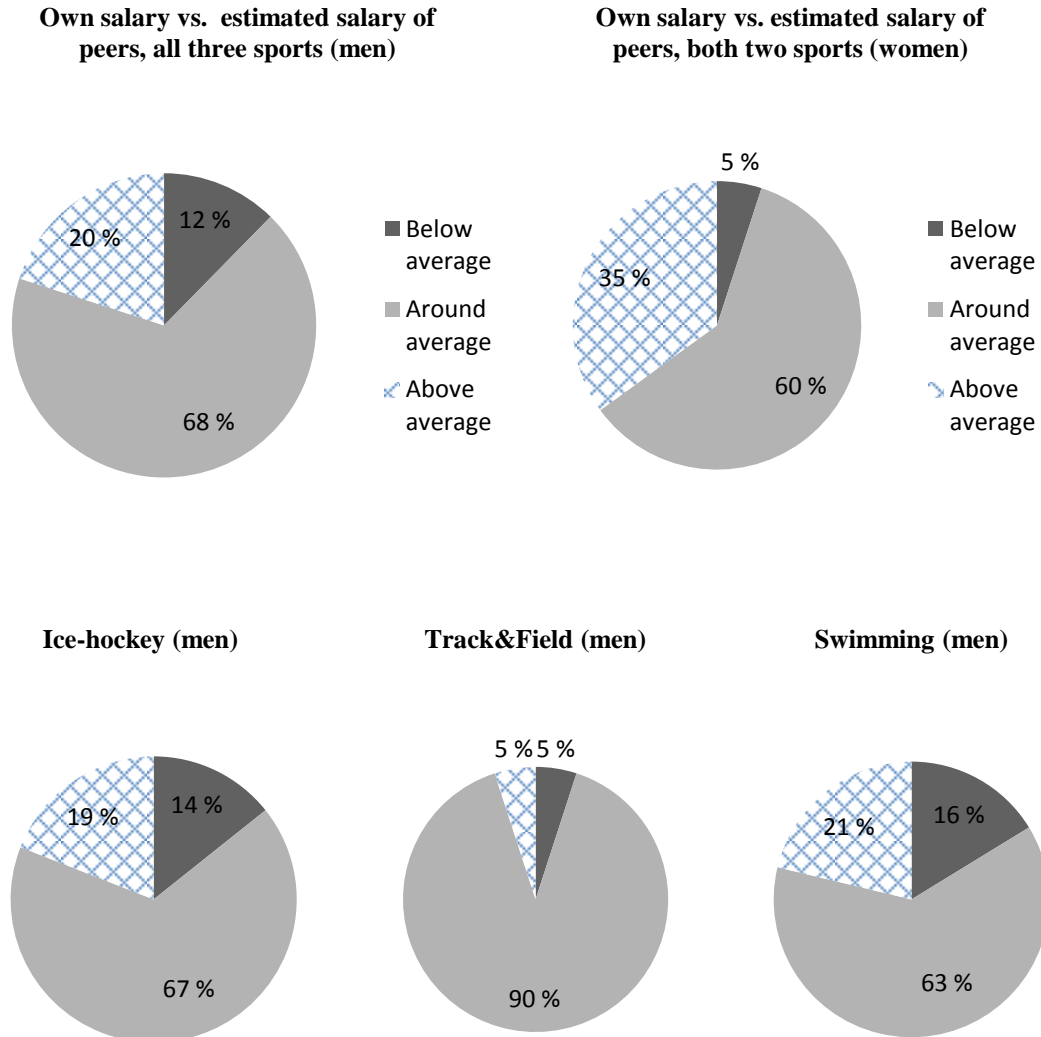 Own salary vs. estimated salary of
peers, all three sports (men)
12 %
20 %
68 %
Below
average
Around
average
Above
average
Own salary vs. estimated salary of
peers, both two sports (women)
5 %
35 %
60 %
Below
average
Around
average
Above
average
Ice-hockey (men)
14 %
19 %
67 %
Track&Field (men)
5 % 5 %
90 %
Swimming (men)
16 %
21 %
63 %